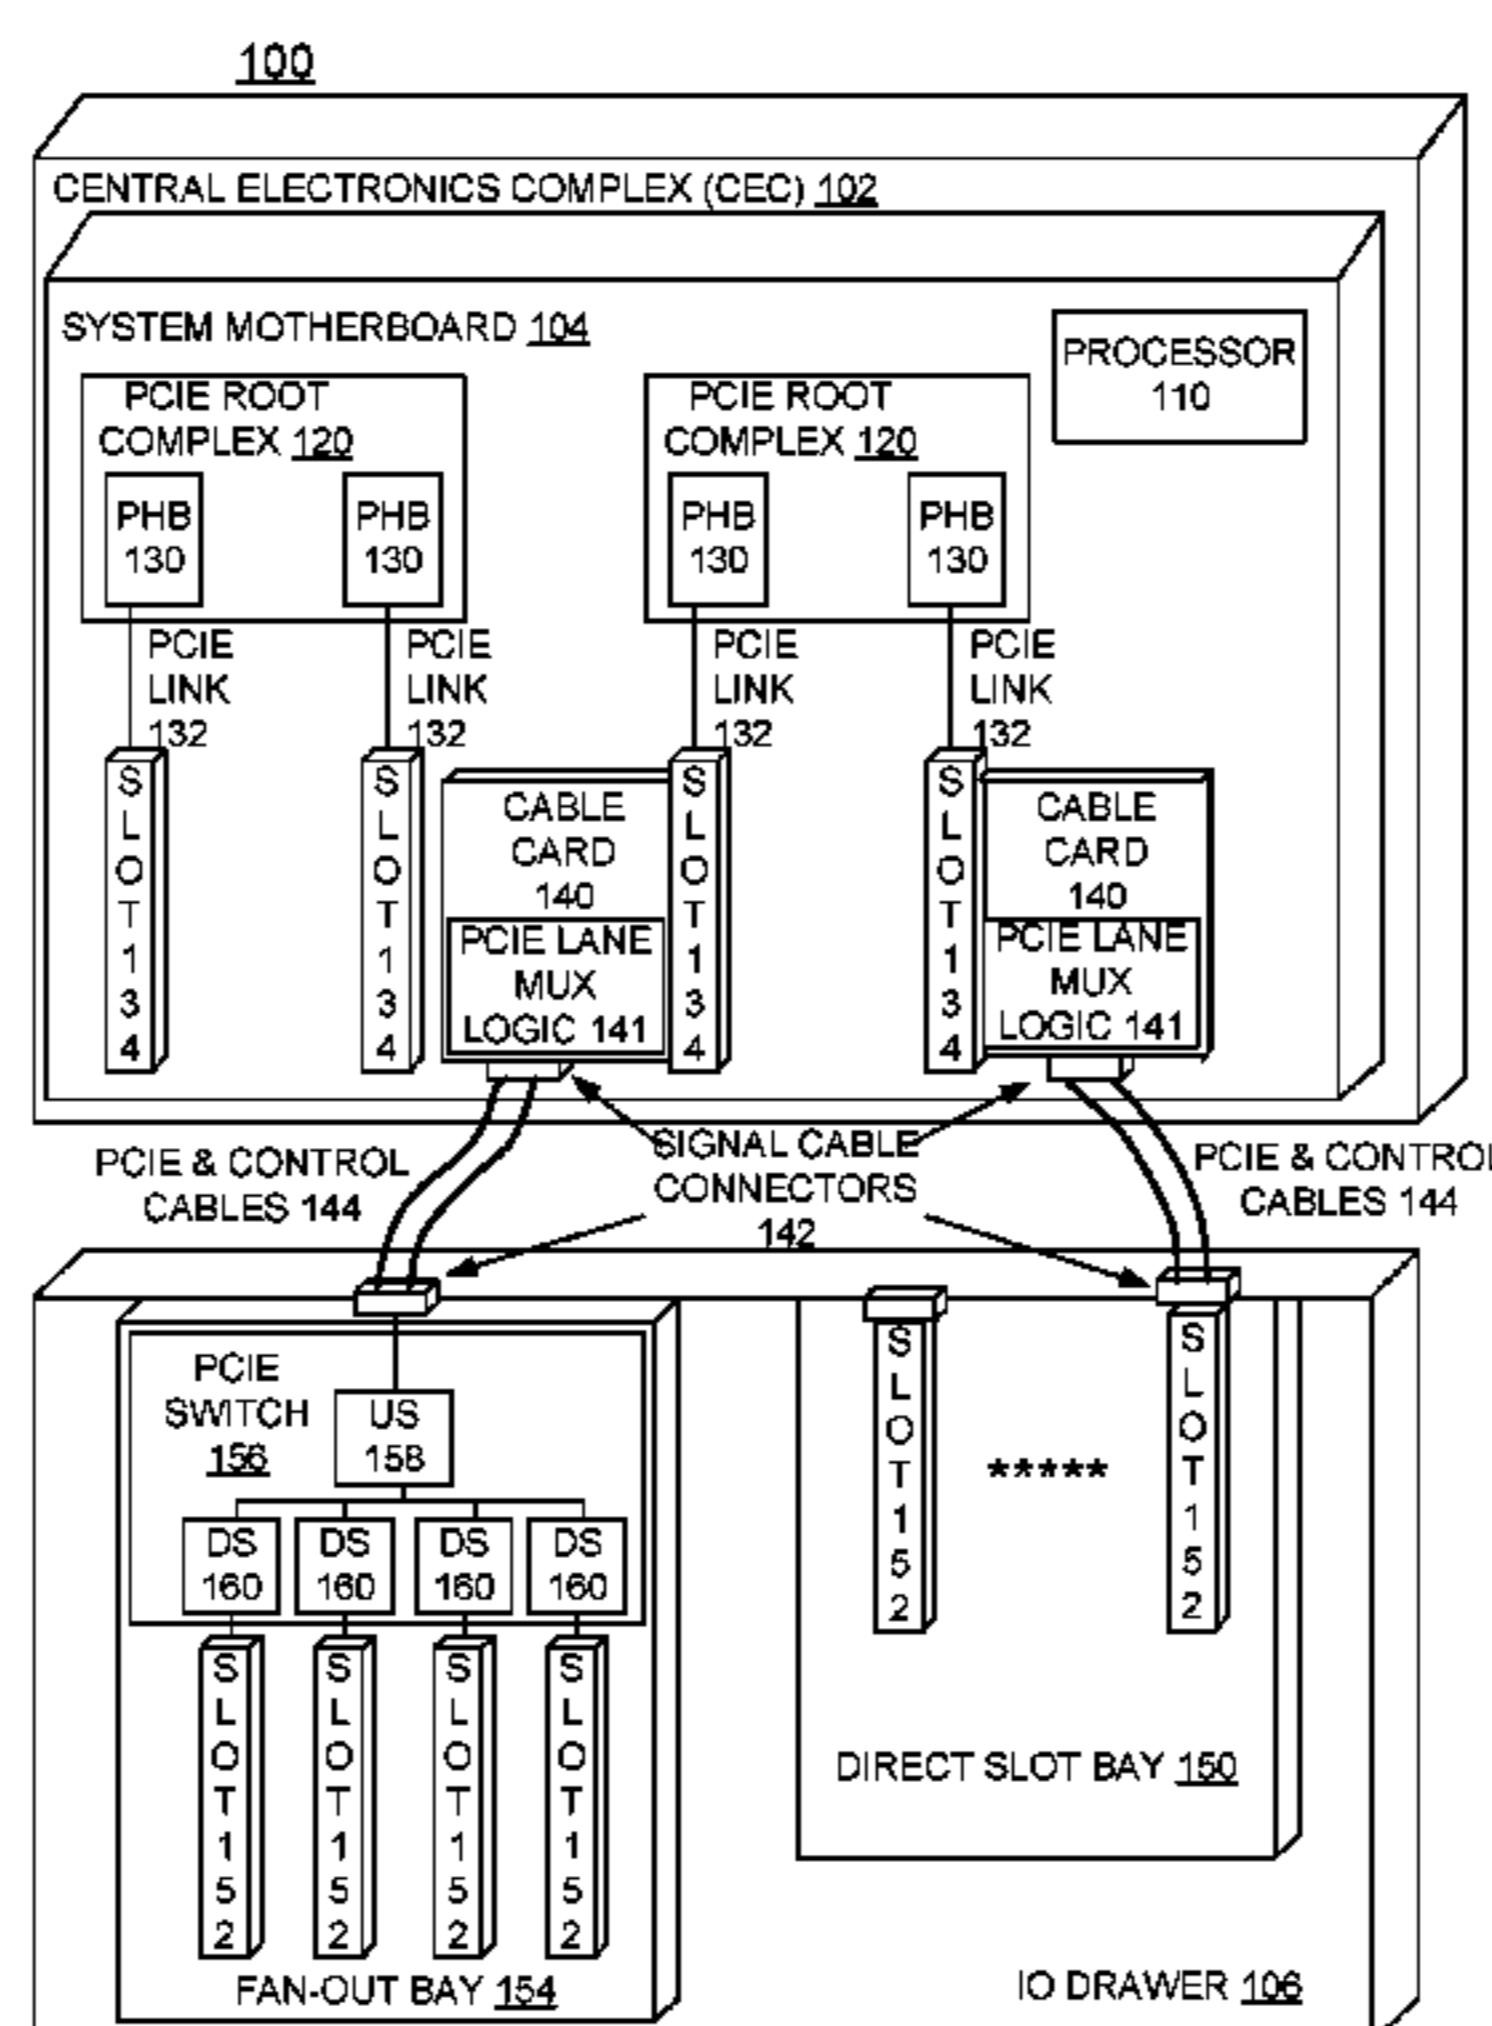 100
CENTRAL ELECTRONICS COMPLEX (CEC) 102
SYSTEM MOTHERBOARD 104
PROCESSOR
110
PCIE ROOT
COMPLEX 120
PCIE ROOT
COMPLEX 120
PHB
130
PHB
130
PHB
130
PHB
130
PCIE
LINK
132
PCIE
LINK
132
PCIE
LINK
132
PCIE
LINK
132
SLOT134
SLOT134
CABLE
CARD
140
PCIE LANE
MUX
LOGIC 141
SLOT134
SLOT134
CABLE
CARD
140
PCIE LANE
MUX
LOGIC 141
PCIE & CONTROL
CABLES 144
SIGNAL CABLE
CONNECTORS
142
PCIE & CONTROL
CABLES 144
PCIE
SWITCH
156
US
158
DS
160
DS
160
DS
160
DS
160
SLOT152
SLOT152
SLOT152
SLOT152
FAN-OUT BAY 154
SLOT152
*****
SLOT152
DIRECT SLOT BAY 150
IO DRAWER 106